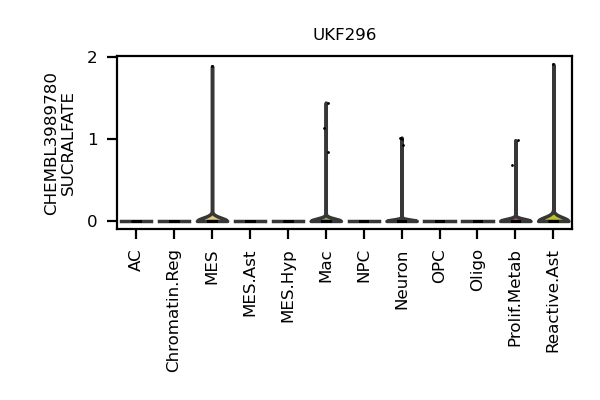 UKF296
CHEMBL3989780
SUCRALFATE
2
1
0
AC
Chromatin.Reg
MES
MES.Ast
MES.Hyp
Mac
NPC
Neuron
OPC
Oligo
Prolif.Metab
Reactive.Ast